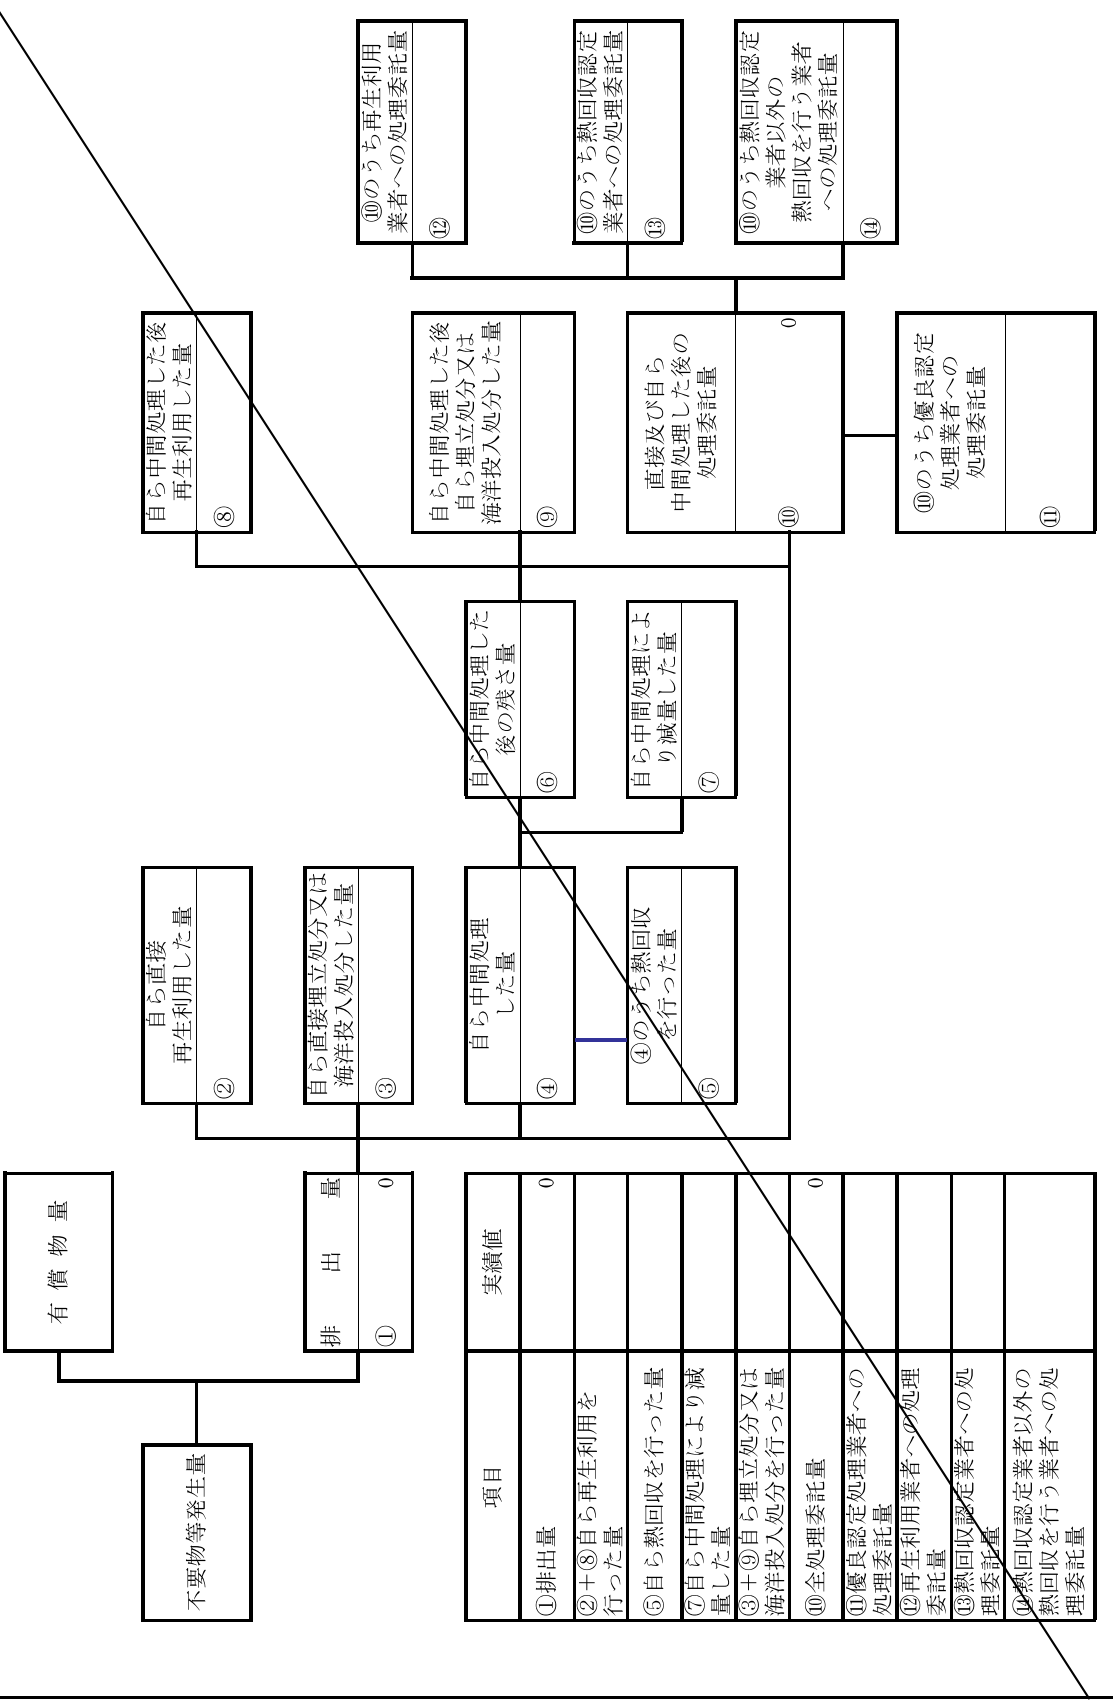 不要物等発生量
有償物量
排出量
①
0
自ら直接
再生利用した量
②
自ら直接埋立処分又は
海洋投入処分した量
③
自ら中間処理
した量
④
④のうち熱回収
を行った量
⑤
自ら中間処理した
後の残さ量
⑥
自ら中間処理によ
り減量した量
⑦
自ら中間処理した後
再生利用した量
⑧
自ら中間処理した後
自ら埋立処分又は
海洋投入処分した量
⑨
直接及び自ら
中間処理した後の
処理委託量
⑩
0
⑩のうち優良認定
処理業者への
処理委託量
⑪
⑩のうち再生利用
業者への処理委託量
⑫
⑩のうち熱回収認定
業者への処理委託量
⑬
⑩のうち熱回収認定
業者以外の
熱回収を行う業者
への処理委託量
⑭
項目
実績値
①排出量
0
②＋⑧自ら再生利用を
行った量
⑤自ら熱回収を行った量
⑦自ら中間処理により減
量した量
③＋⑨自ら埋立処分又は
海洋投入処分を行った量
⑩全処理委託量
0
⑪優良認定処理業者への
処理委託量
⑫再生利用業者への処理
委託量
⑬熱回収認定業者への処
理委託量
⑭熱回収認定業者以外の
熱回収を行う業者への処
理委託量